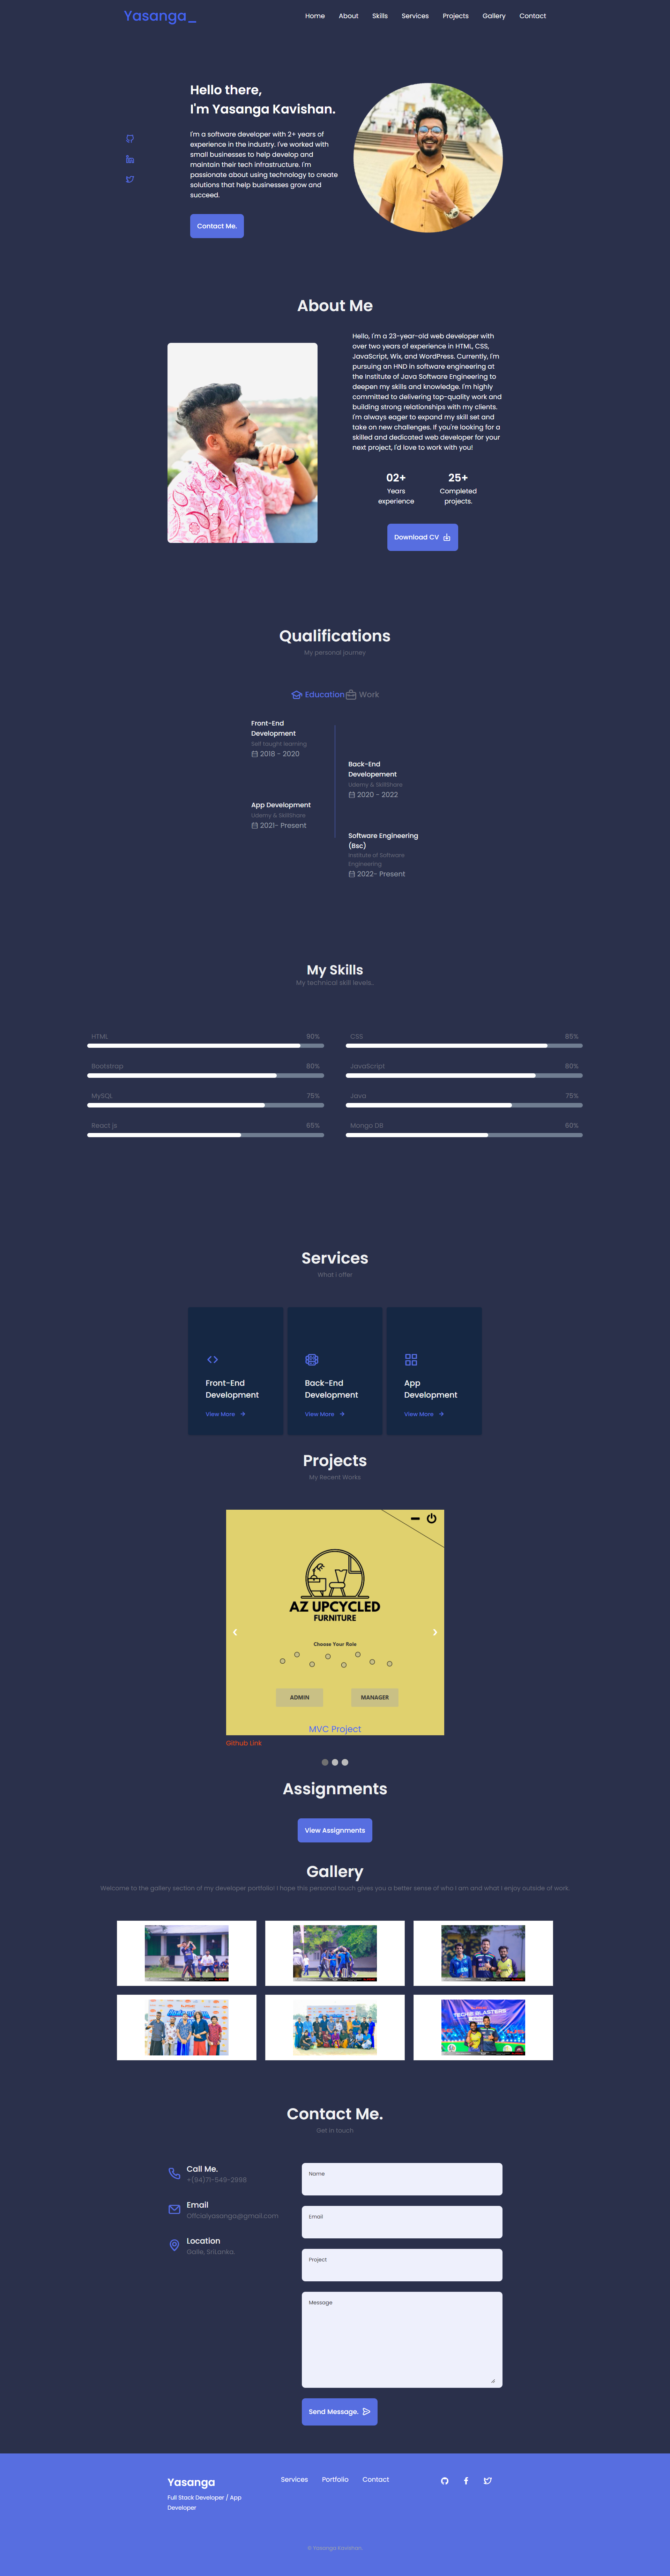 Yasanga_
Home About Skills Services Projects Gallery Contact
Hello there,
I'm Yasanga Kavishan.
I'm a software developer with 2+ years of
experience in the industry. I've worked with
small businesses to help develop and
maintain their tech infrastructure. I'm
passionate about using technology to create
solutions that help businesses grow and
succeed.
Contact Me.
About Me
Hello, I'm a 23-year-old web developer with
over two years of experience in HTML, CSS,
JavaScript, Wix, and WordPress. Currently, I'm
pursuing an HND in software engineering at
the Institute of Java Software Engineering to
deepen my skills and knowledge. I'm highly
committed to delivering top-quality work and
building strong relationships with my clients.
I'm always eager to expand my skill set and
take on new challenges. If you're looking for a
skilled and dedicated web developer for your
next project, I'd love to work with you!
02+
Years
experience
25+
Completed
projects.
Download CV
Qualifications
My personal journey
Education Work
Front-End
Development
Self taught learning
2018 - 2020
Back-End
Developement
Udemy & SkillShare
2020 - 2022
App Development
Udemy & SkillShare
2021- Present
Software Engineering
(Bsc)
Institute of Software
Engineering
2022- Present
My Skills
My technical skill levels.
HTML 90%
CSS 85%
Bootstrap 80%
JavaScript 80%
MySQL 75%
Java 75%
React js 65%
Mongo DB 60%
Services
What I offer
Front-End
Development
View More
Back-End
Development
View More
App
Development
View More
Projects
My Recent Works
AZ UPCYCLED
FURNITURE
Choose Your Role
ADMIN MANAGER
MVC Project
Github Link
Assignments
View Assignments
Gallery
Welcome to the gallery section of my developer portfolio! I hope this personal touch gives you a better sense of who I am and what I enjoy outside of work.
TECHIE BLASTERS
Contact Me.
Get in touch
Call Me.
+(94)71-549-2998
Email
Officialyasanga@gmail.com
Location
Galle, SriLanka.
Name
Email
Project
Message
Send Message.
Yasanga
Full Stack Developer / App
Developer
Services Portfolio Contact
© Yasanga Kavishan.